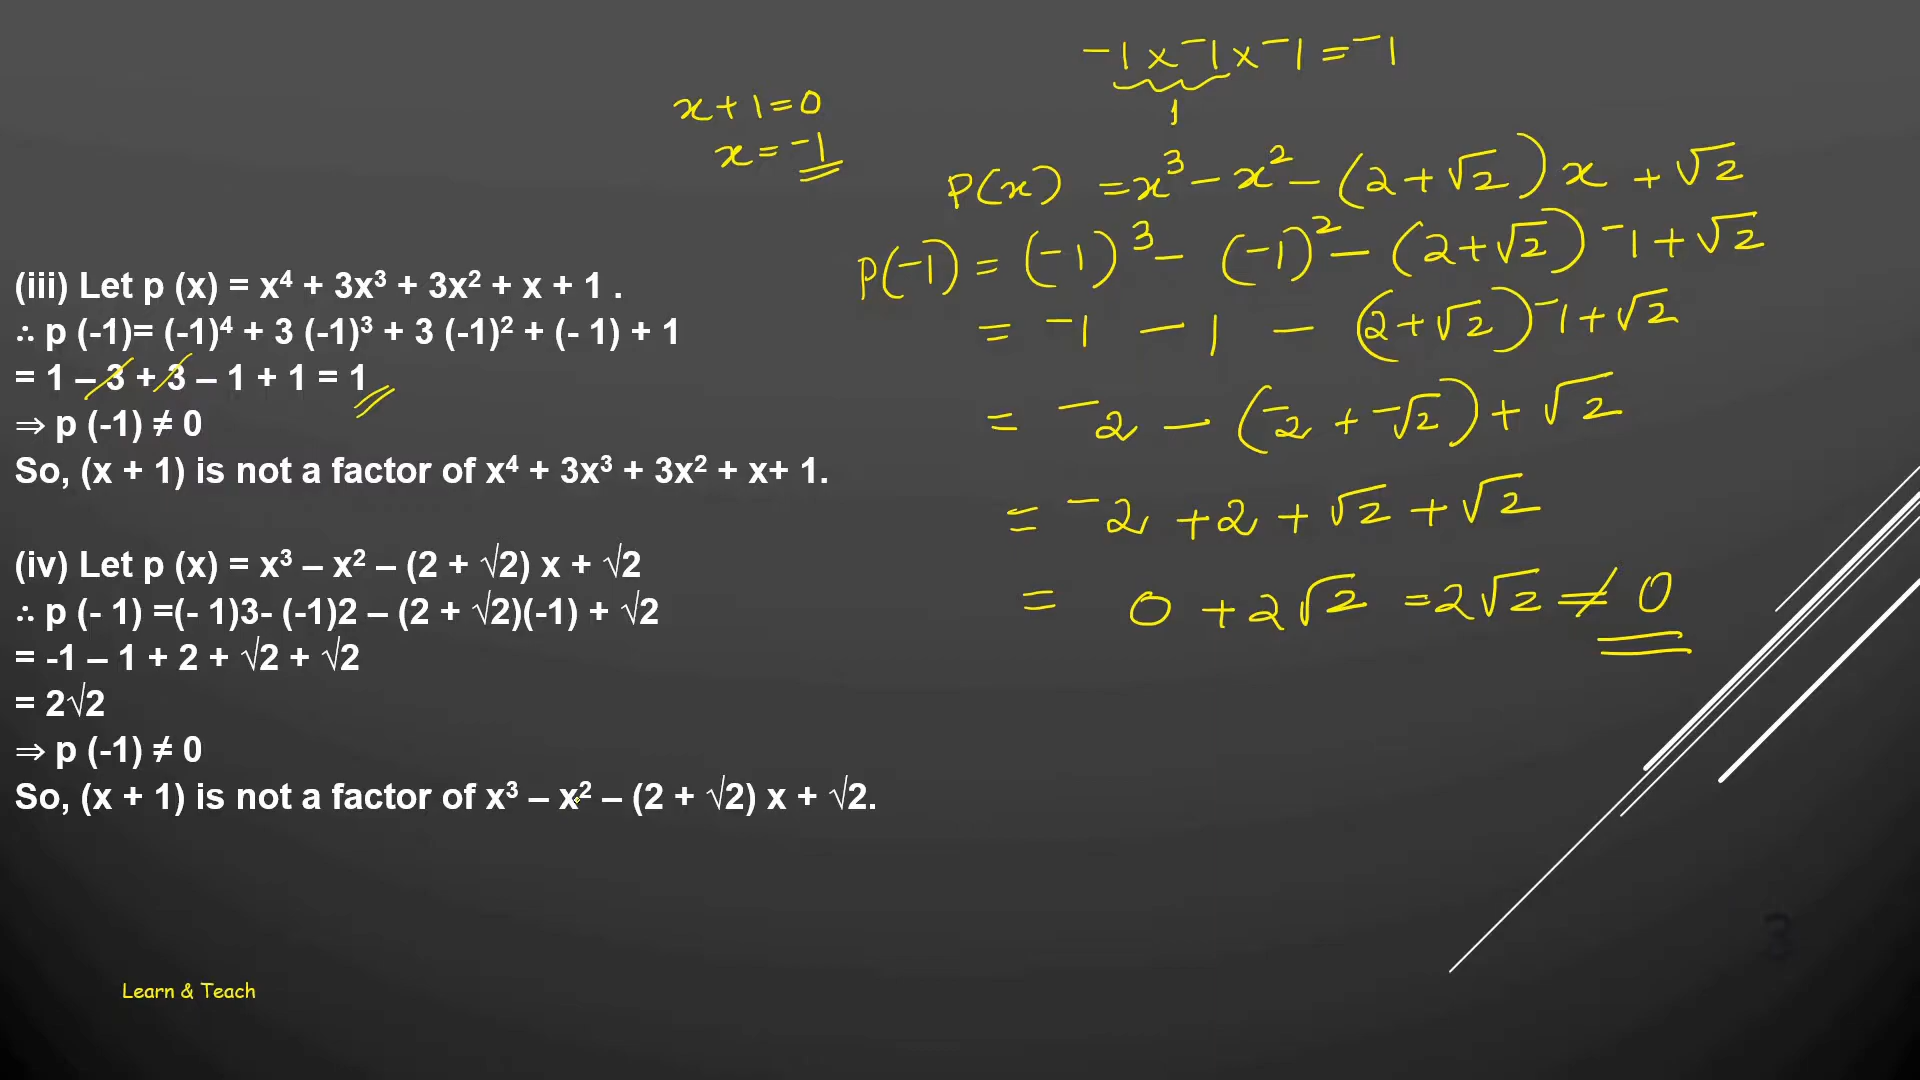 -1 x -1 x -1 = -1
1
x + 1 = 0
x = -1
P(x) = x³ - x² - (2 + √2) x + √2
P(-1) = (-1)³ - (-1)² - (2 + √2) -1 + √2
= -1 - 1 - (2 + √2) -1 + √2
= -2 - (-2 + -√2) + √2
= -2 + 2 + √2 + √2
= 0 + 2√2 = 2√2 ≠ 0
(iii) Let p (x) = x⁴ + 3x³ + 3x² + x + 1 .
∴ p (-1)= (-1)⁴ + 3 (-1)³ + 3 (-1)² + (- 1) + 1
= 1 – 3 + 3 – 1 + 1 = 1
⇒ p (-1) ≠ 0
So, (x + 1) is not a factor of x⁴ + 3x³ + 3x² + x+ 1.
(iv) Let p (x) = x³ – x² – (2 + √2) x + √2
∴ p (- 1) =(- 1)3- (-1)2 – (2 + √2)(-1) + √2
= -1 – 1 + 2 + √2 + √2
= 2√2
⇒ p (-1) ≠ 0
So, (x + 1) is not a factor of x³ – x² – (2 + √2) x + √2.
3
Learn & Teach